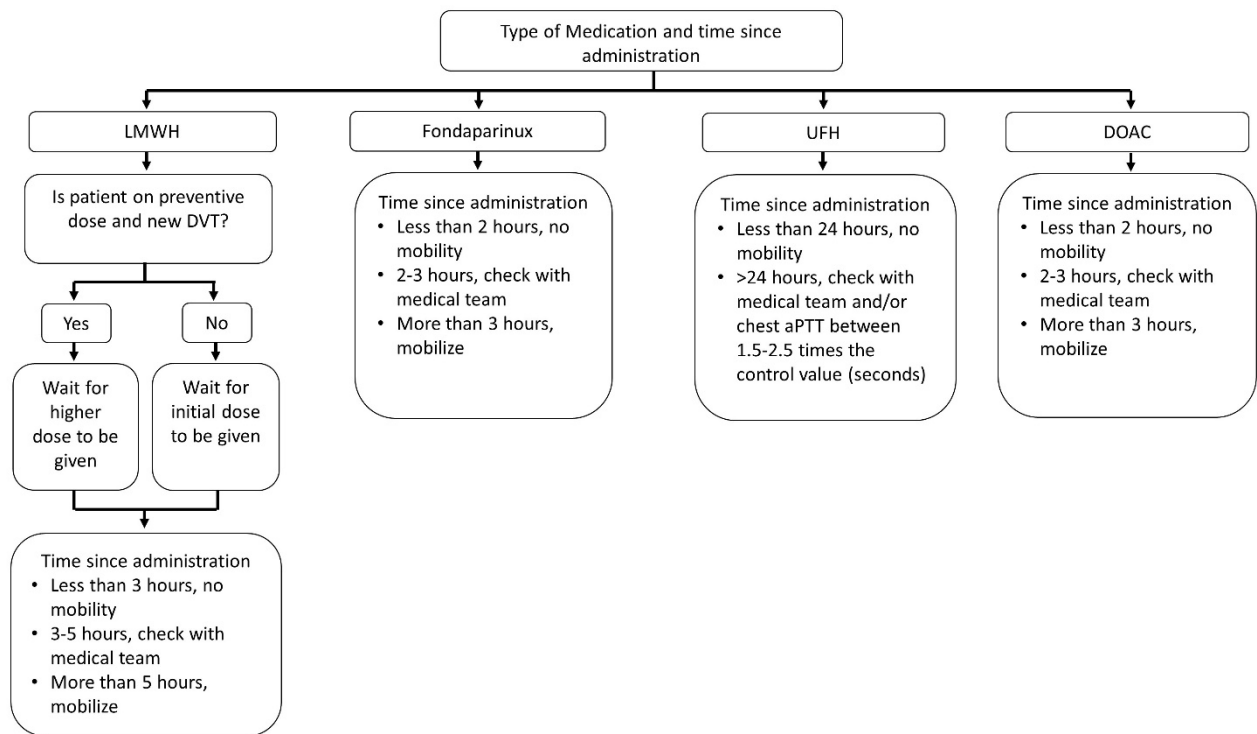 Type of Medication and time since
administration
LMWH
Fondaparinux
UFH
DOAC
Is patient on preventive
dose and new DVT?
Yes
No
Wait for
higher
dose to be
given
Wait for
initial dose
to be given
Time since administration
• Less than 3 hours, no
mobility
• 3-5 hours, check with
medical team
• More than 5 hours,
mobilize
Time since administration
• Less than 2 hours, no
mobility
• 2-3 hours, check with
medical team
• More than 3 hours,
mobilize
Time since administration
• Less than 24 hours, no
mobility
• >24 hours, check with
medical team and/or
chest aPTT between
1.5-2.5 times the
control value (seconds)
Time since administration
• Less than 2 hours, no
mobility
• 2-3 hours, check with
medical team
• More than 3 hours,
mobilize